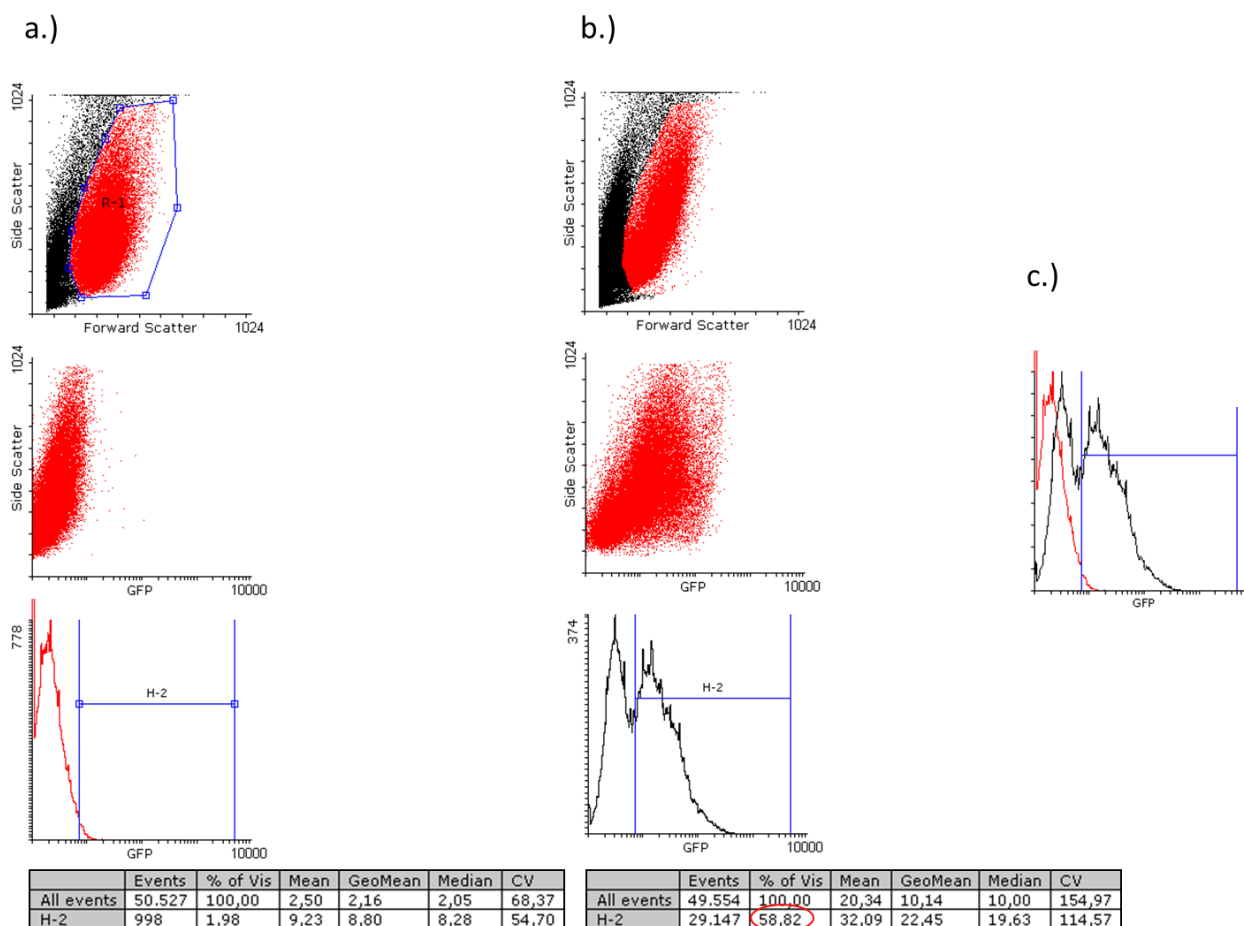 a.)
b.)
c.)
1024
Side Scatter
R-1
Forward Scatter 1024
1024
Side Scatter
Forward Scatter 1024
1024
Side Scatter
GFP 10000
1024
Side Scatter
GFP 10000
GFP
778
H-2
GFP 10000
374
H-2
GFP 10000
Events % of Vis Mean GeoMean Median CV
All events 50.527 100,00 2,50 2,16 2,05 68,37
H-2 998 1,98 9,23 8,80 8,28 54,70
Events % of Vis Mean GeoMean Median CV
All events 49.554 100,00 20,34 10,14 10,00 154,97
H-2 29.147 58,82 32,09 22,45 19,63 114,57